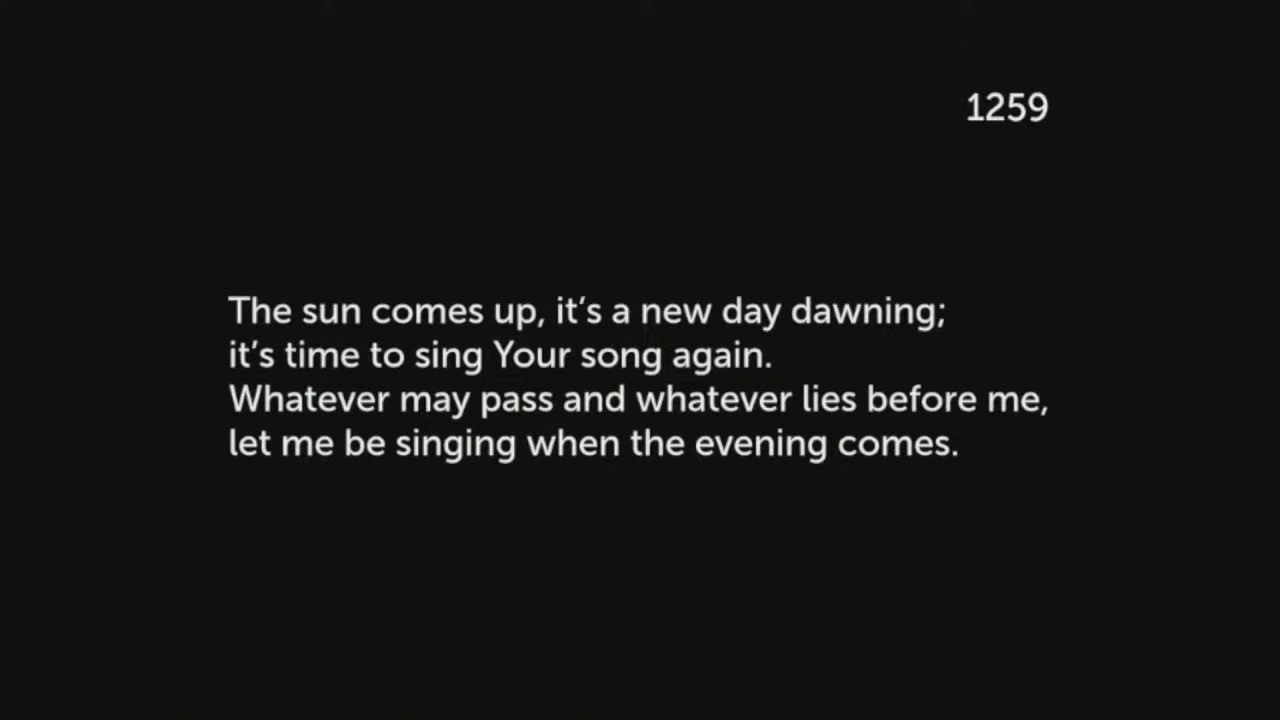 1259
The sun comes up, it's a new day dawning;
it's time to sing Your song again.
Whatever may pass and whatever lies before me,
let me be singing when the evening comes.